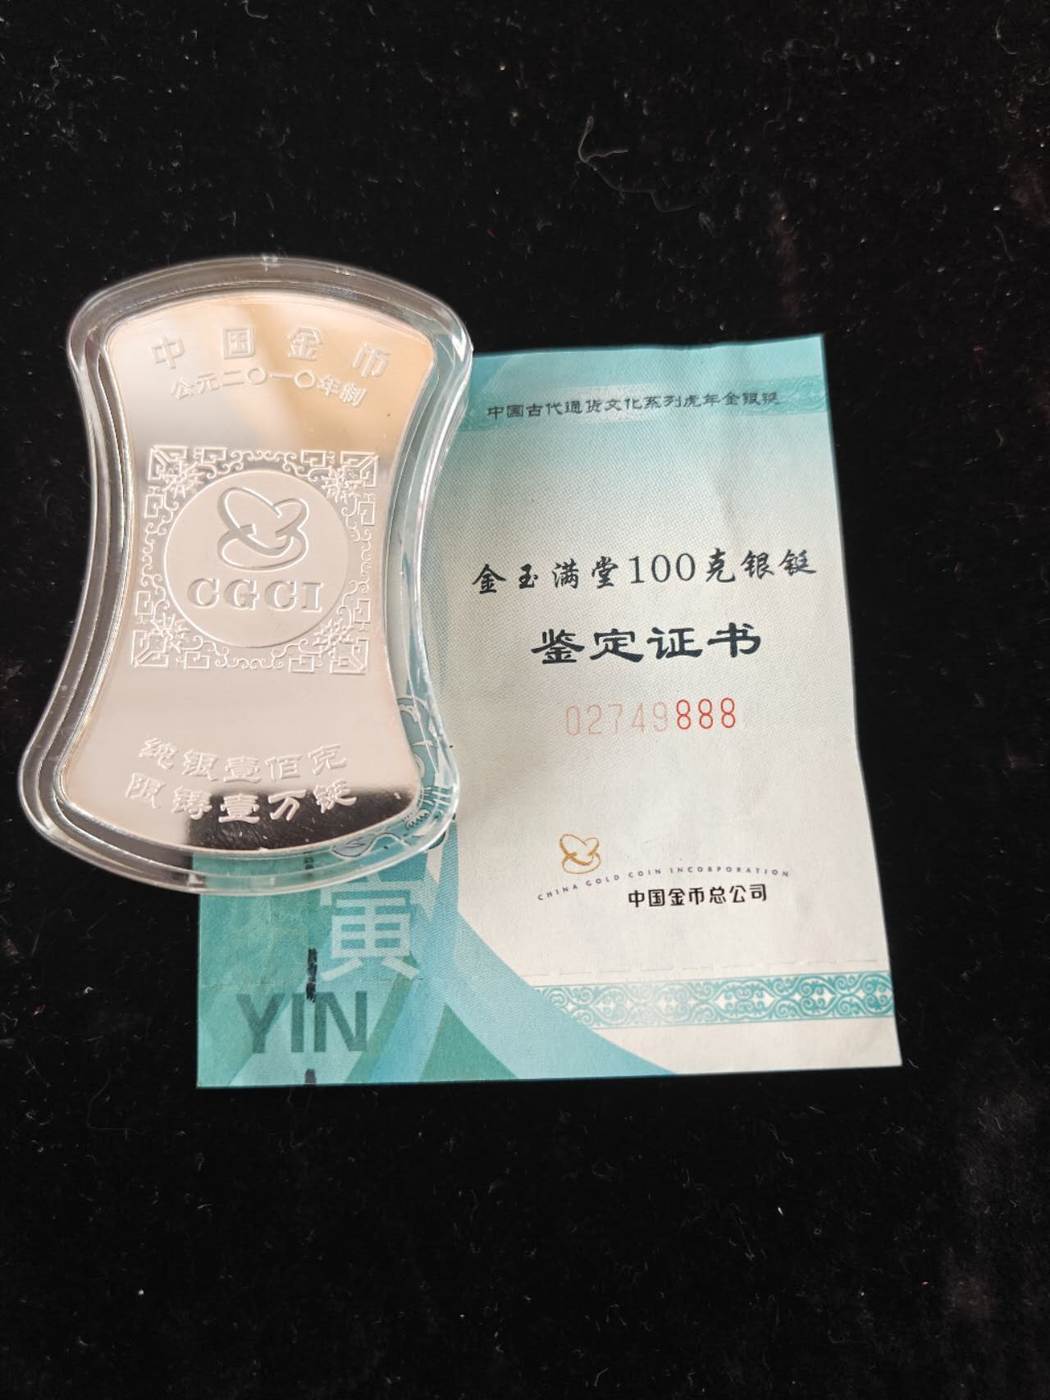 中国金币
公元二〇一〇年制
CGCI
纯银壹佰克
限铸壹万铤
中国古代通货文化系列虎年金银铤
金玉满堂100克银铤
鉴定证书
02749888
CHINA GOLD COIN INCORPORATION
中国金币总公司
寅
YIN